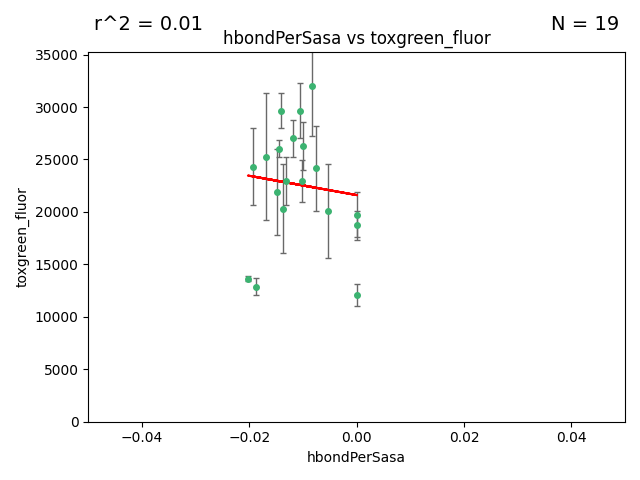 r^2 = 0.01
N = 19
hbondPerSasa vs toxgreen_fluor
35000
30000
25000
20000
15000
10000
5000
0
toxgreen_fluor
−0.04
−0.02
0.00
0.02
0.04
hbondPerSasa